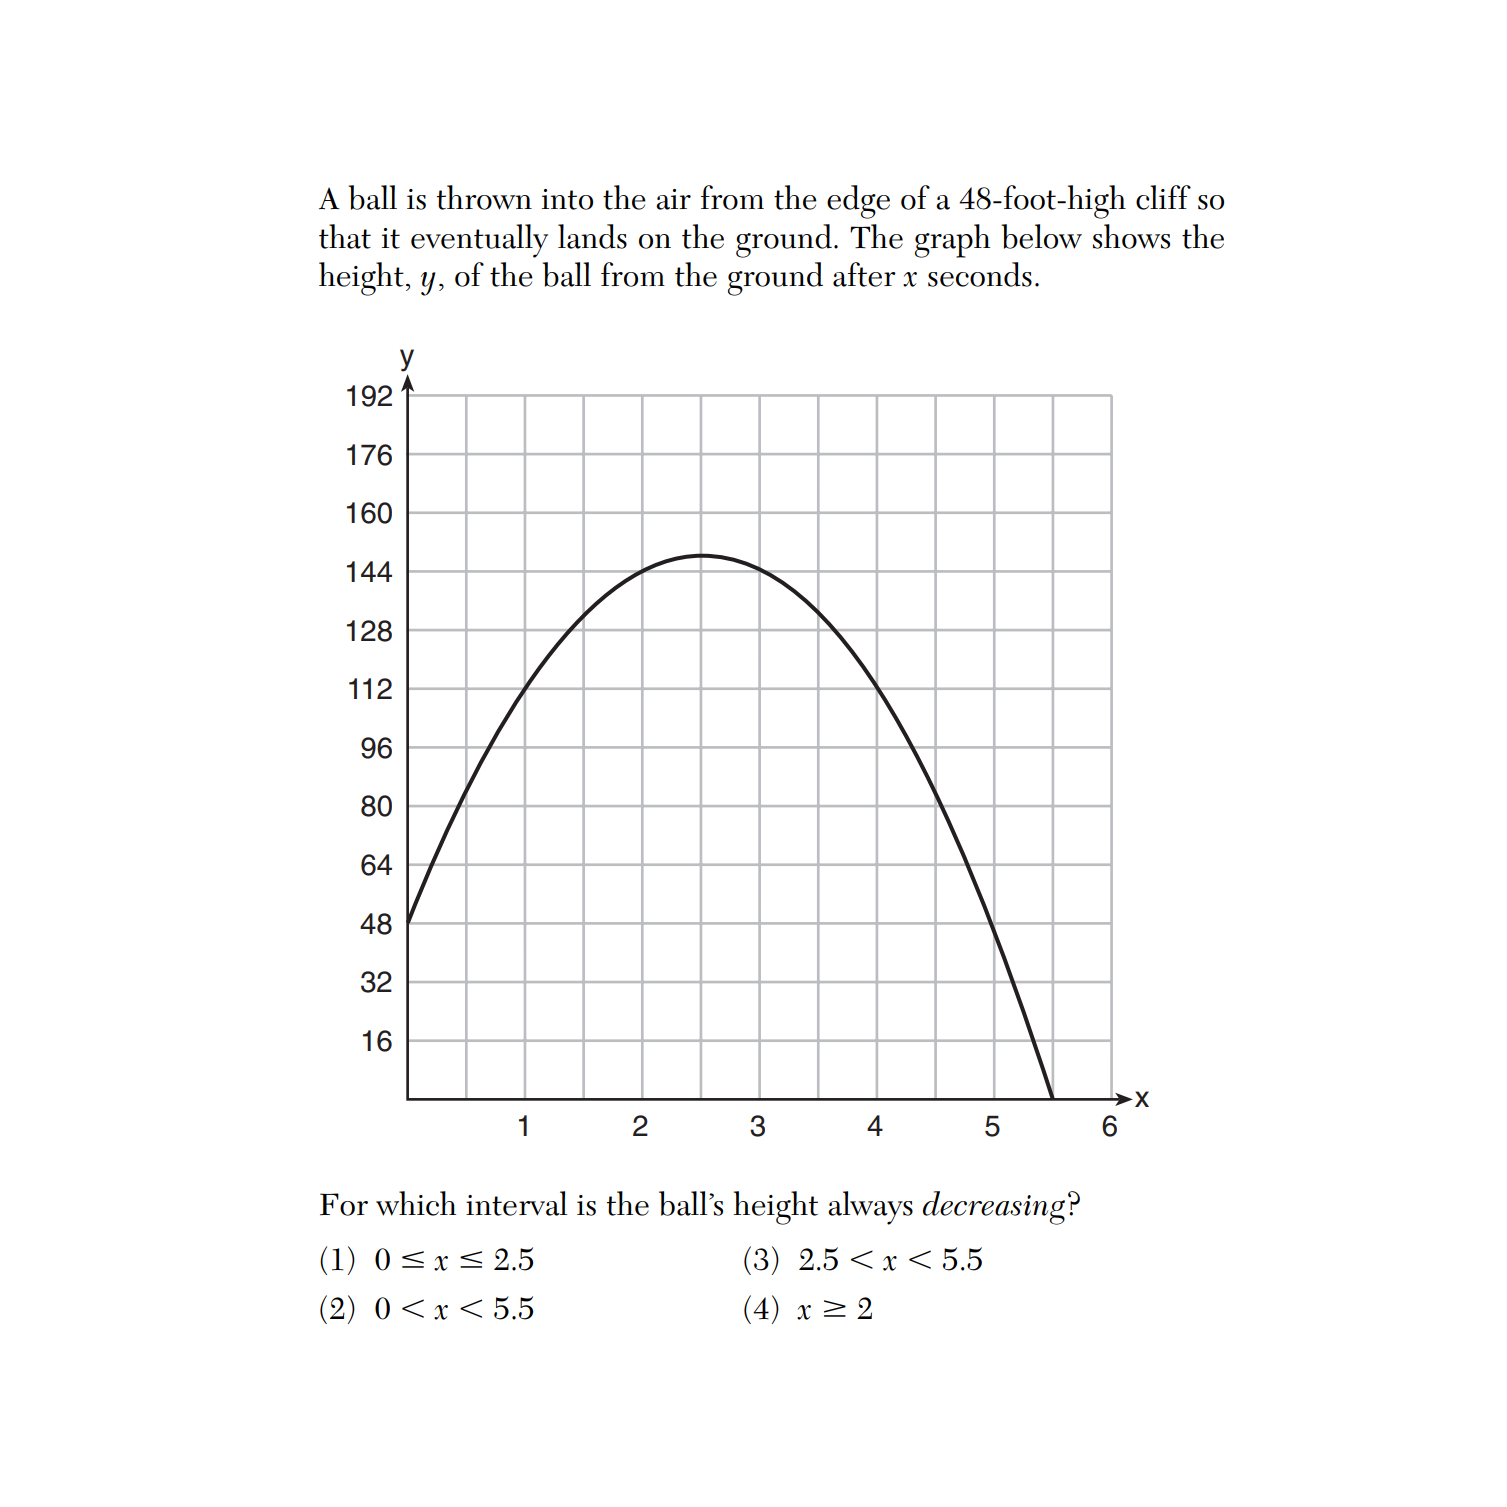 A ball is thrown into the air from the edge of a 48-foot-high cliff so
that it eventually lands on the ground. The graph below shows the
height, y, of the ball from the ground after x seconds.
y
192
176
160
144
128
112
96
80
64
48
32
16
x
1 2 3 4 5 6
For which interval is the ball’s height always decreasing?
(1) 0 ≤ x ≤ 2.5 (3) 2.5 < x < 5.5
(2) 0 < x < 5.5 (4) x ≥ 2